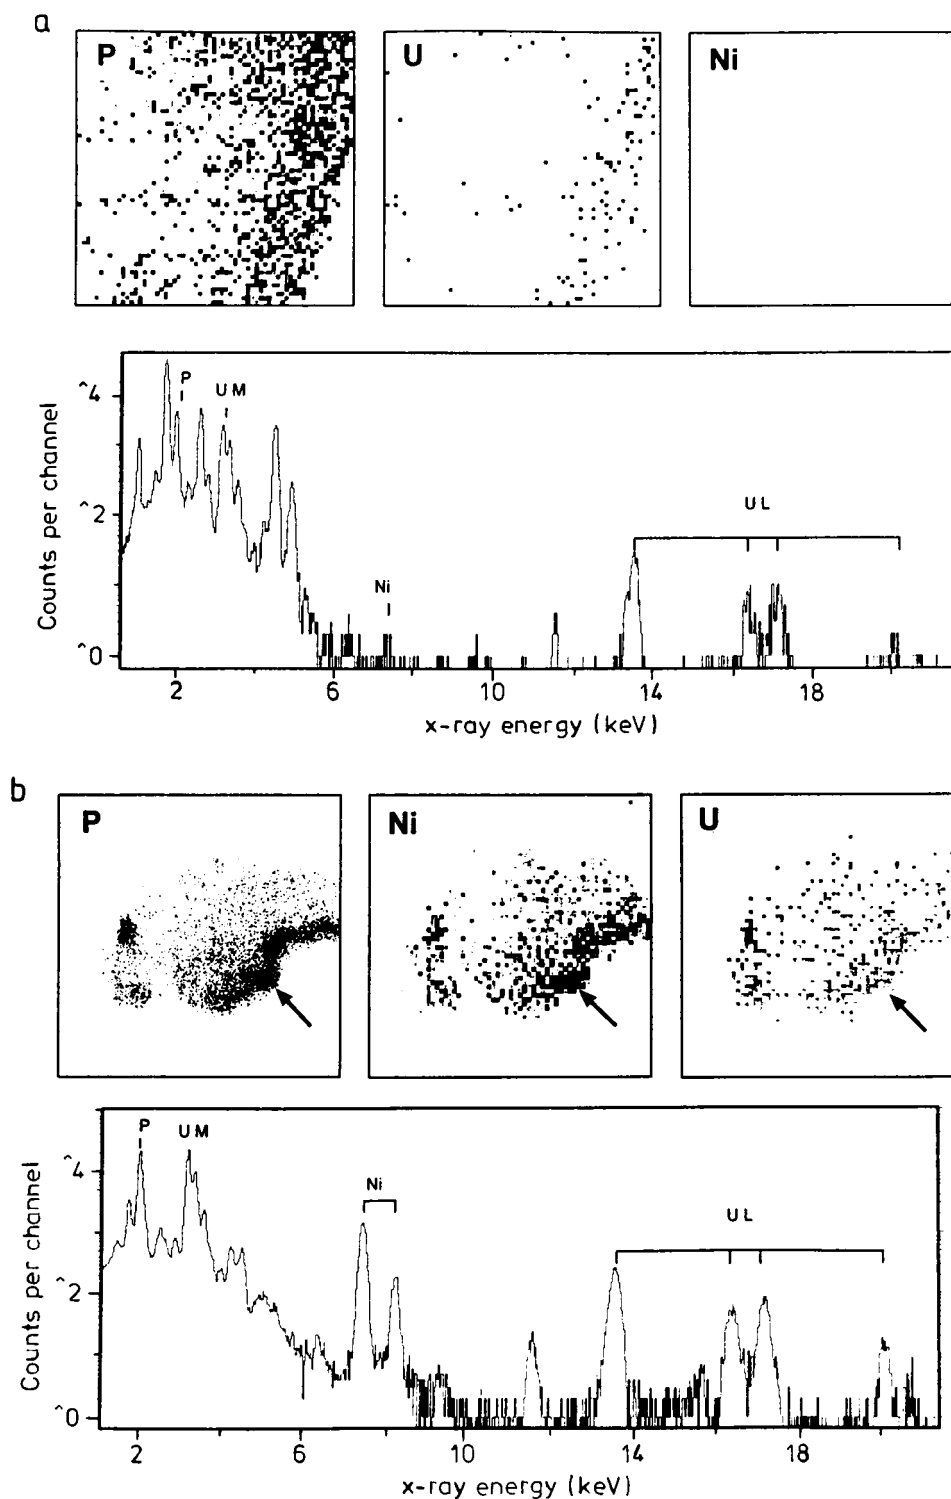 a
P U Ni
P
U M
Ni
U L
^4
^2
^0
Counts per channel
2 6 10 14 18
x-ray energy (keV)
b
P Ni U
P
U M
Ni
U L
^4
^2
^0
Counts per channel
2 6 10 14 18
x-ray energy (keV)